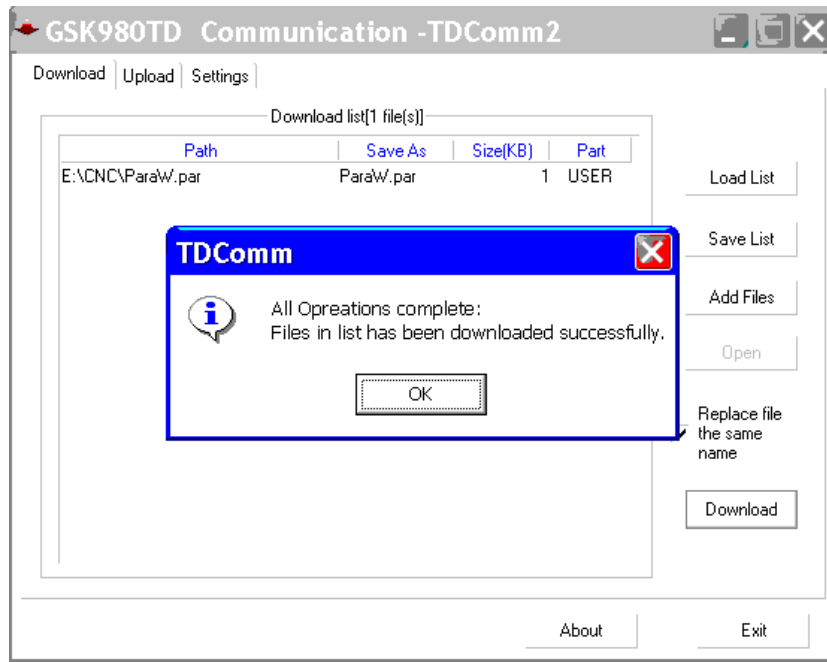 GSK980TD Communication -TDComm2
Download Upload Settings
Download list[1 file(s)]
Path Save As Size(KB) Part
E:\CNC\ParaW.par ParaW.par 1 USER
Load List
Save List
TDComm
All Opreations complete:
Files in list has been downloaded successfully.
OK
Add Files
Open
Replace file
the same
name
Download
About Exit